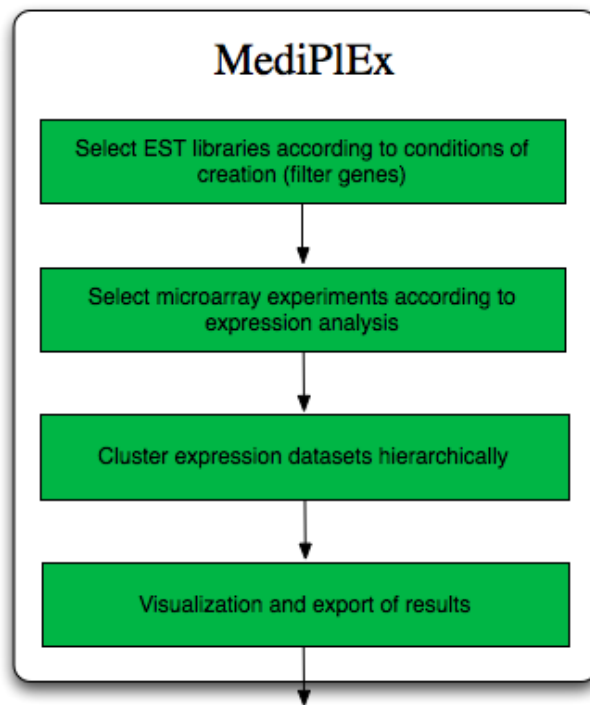 MediPlEx
Select EST libraries according to conditions of
creation (filter genes)
Select microarray experiments according to
expression analysis
Cluster expression datasets hierarchically
Visualization and export of results